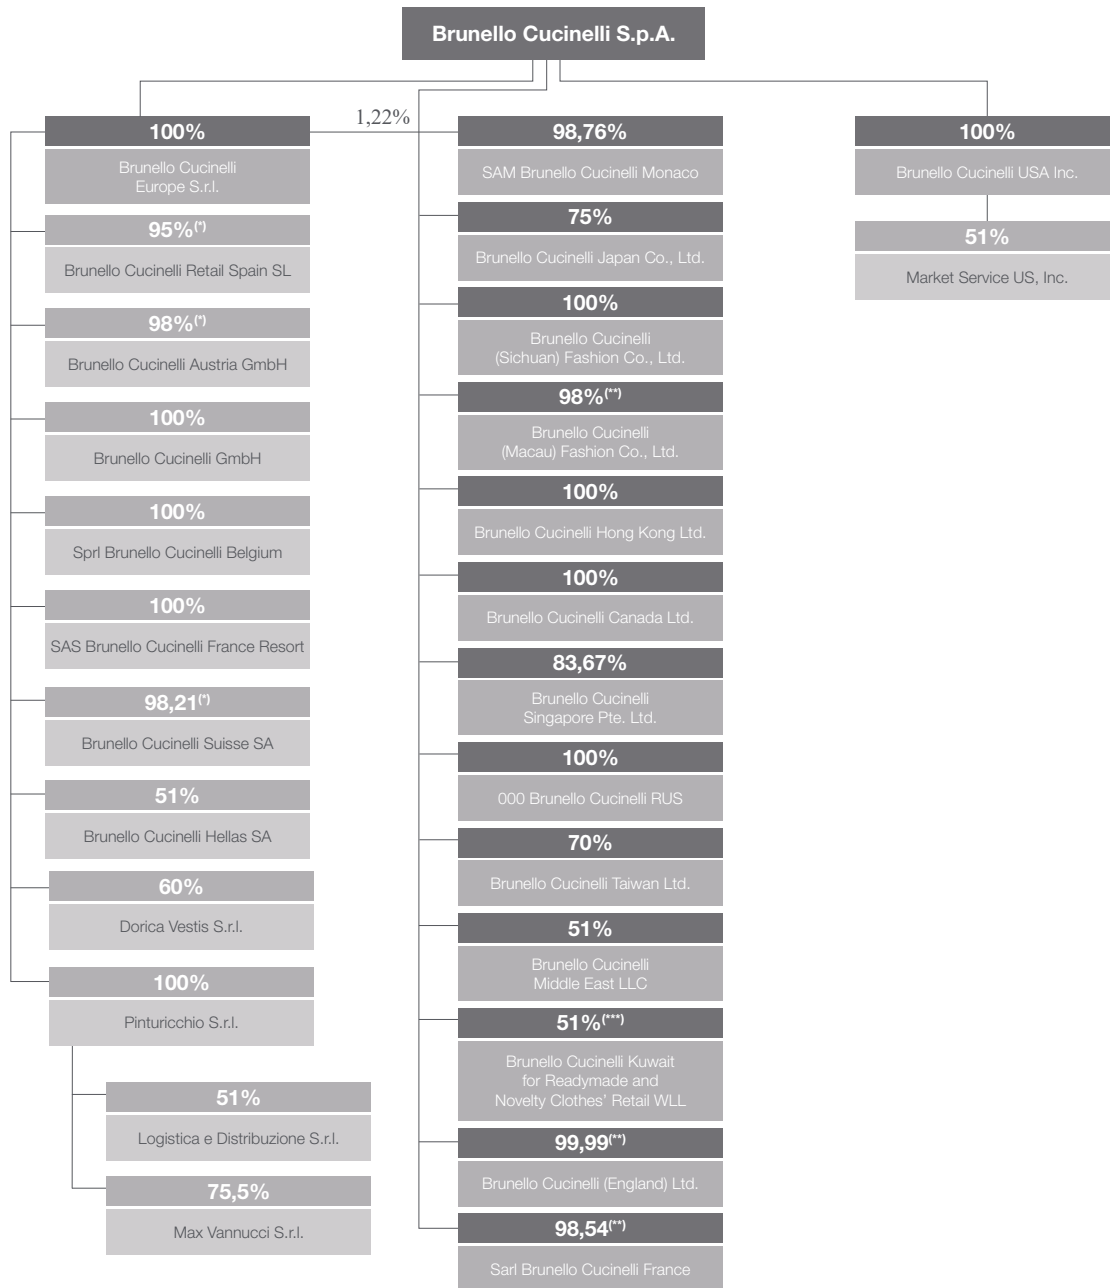 Brunello Cucinelli S.p.A.
100%
Brunello Cucinelli
Europe S.r.l.
95%(*)
Brunello Cucinelli Retail Spain SL
98%(*)
Brunello Cucinelli Austria GmbH
100%
Brunello Cucinelli GmbH
100%
Sprl Brunello Cucinelli Belgium
100%
SAS Brunello Cucinelli France Resort
98,21(*)
Brunello Cucinelli Suisse SA
51%
Brunello Cucinelli Hellas SA
60%
Dorica Vestis S.r.l.
100%
Pinturicchio S.r.l.
51%
Logistica e Distribuzione S.r.l.
75,5%
Max Vannucci S.r.l.
1,22%
98,76%
SAM Brunello Cucinelli Monaco
75%
Brunello Cucinelli Japan Co., Ltd.
100%
Brunello Cucinelli
(Sichuan) Fashion Co., Ltd.
98%(**)
Brunello Cucinelli
(Macau) Fashion Co., Ltd.
100%
Brunello Cucinelli Hong Kong Ltd.
100%
Brunello Cucinelli Canada Ltd.
83,67%
Brunello Cucinelli
Singapore Pte. Ltd.
100%
000 Brunello Cucinelli RUS
70%
Brunello Cucinelli Taiwan Ltd.
51%
Brunello Cucinelli
Middle East LLC
51%(***)
Brunello Cucinelli Kuwait
for Readymade and
Novelty Clothes' Retail WLL
99,99(**)
Brunello Cucinelli (England) Ltd.
98,54(**)
Sarl Brunello Cucinelli France
100%
Brunello Cucinelli USA Inc.
51%
Market Service US, Inc.